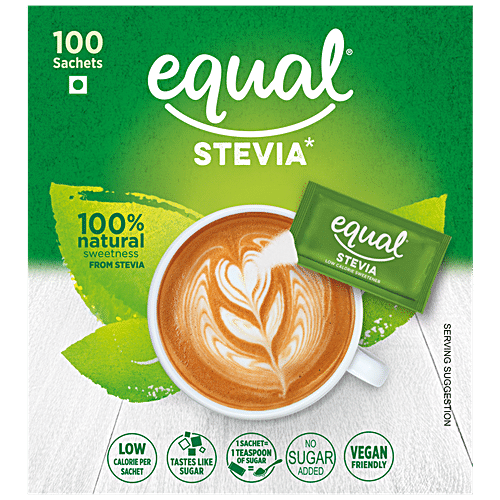 100
Sachets
equal®
STEVIA*
100%
natural
sweetness
FROM STEVIA
equal®
STEVIA
LOW CALORIE SWEETENER
SERVING SUGGESTION
LOW
CALORIE PER
SACHET
TASTES LIKE
SUGAR
1 SACHET=
1 TEASPOON
OF SUGAR
NO
SUGAR
ADDED
VEGAN
FRIENDLY